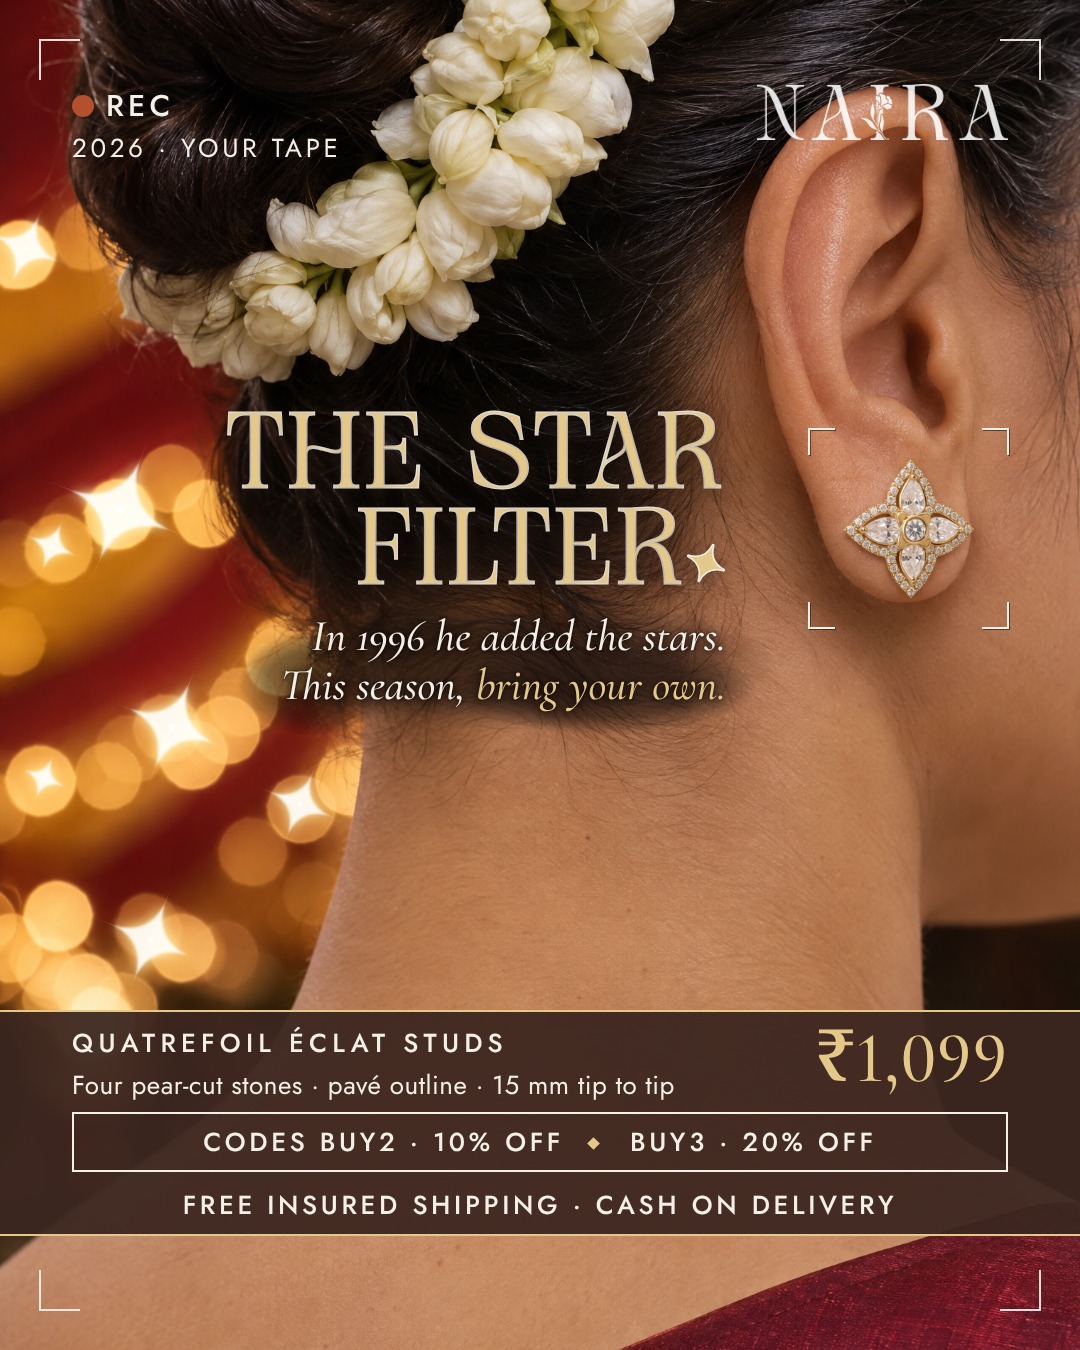 REC
2026 · YOUR TAPE
NAIRA
THE STAR
FILTER
In 1996 he added the stars.
This season, bring your own.
QUATREFOIL ÉCLAT STUDS
₹1,099
Four pear-cut stones · pavé outline · 15 mm tip to tip
CODES BUY2 · 10% OFF ◆ BUY3 · 20% OFF
FREE INSURED SHIPPING · CASH ON DELIVERY